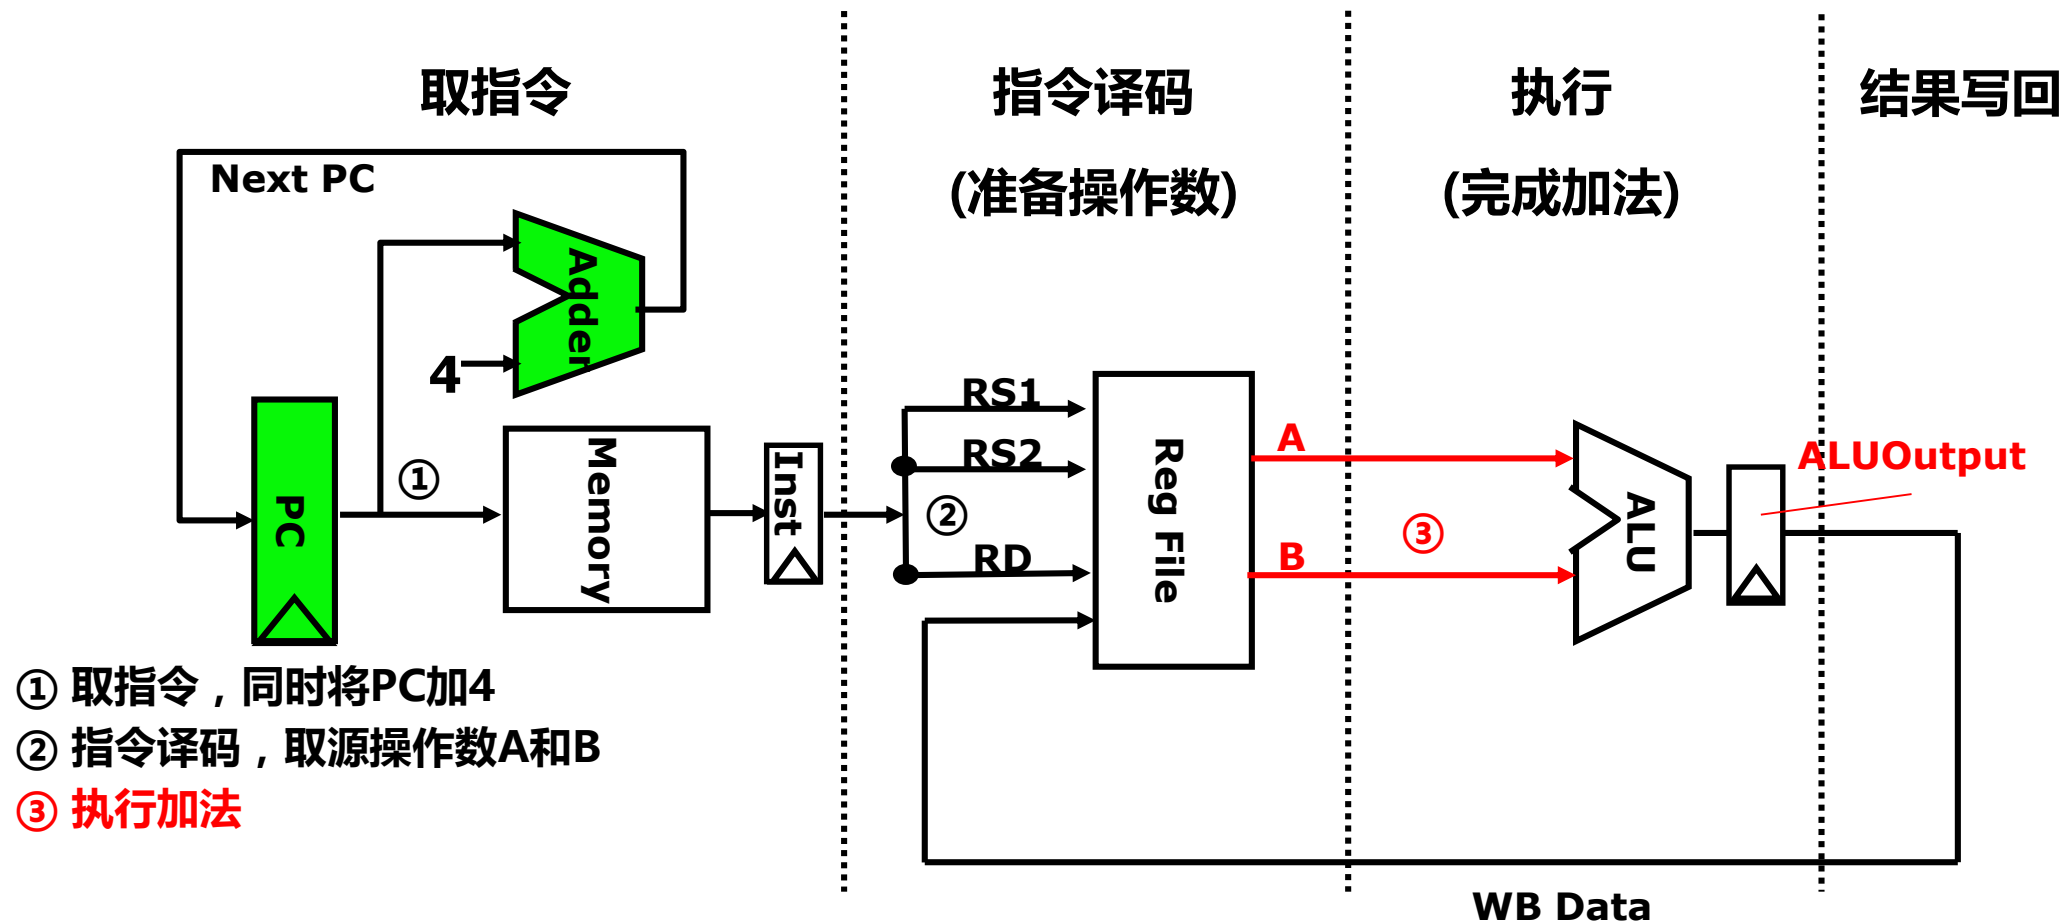 取指令
指令译码
执行
结果写回
(准备操作数)
(完成加法)
Next PC
Adder
4
PC
①
Memory
Inst
RS1
RS2
②
RD
Reg File
A
B
③
ALU
ALUOutput
① 取指令，同时将PC加4
② 指令译码，取源操作数A和B
③ 执行加法
WB Data